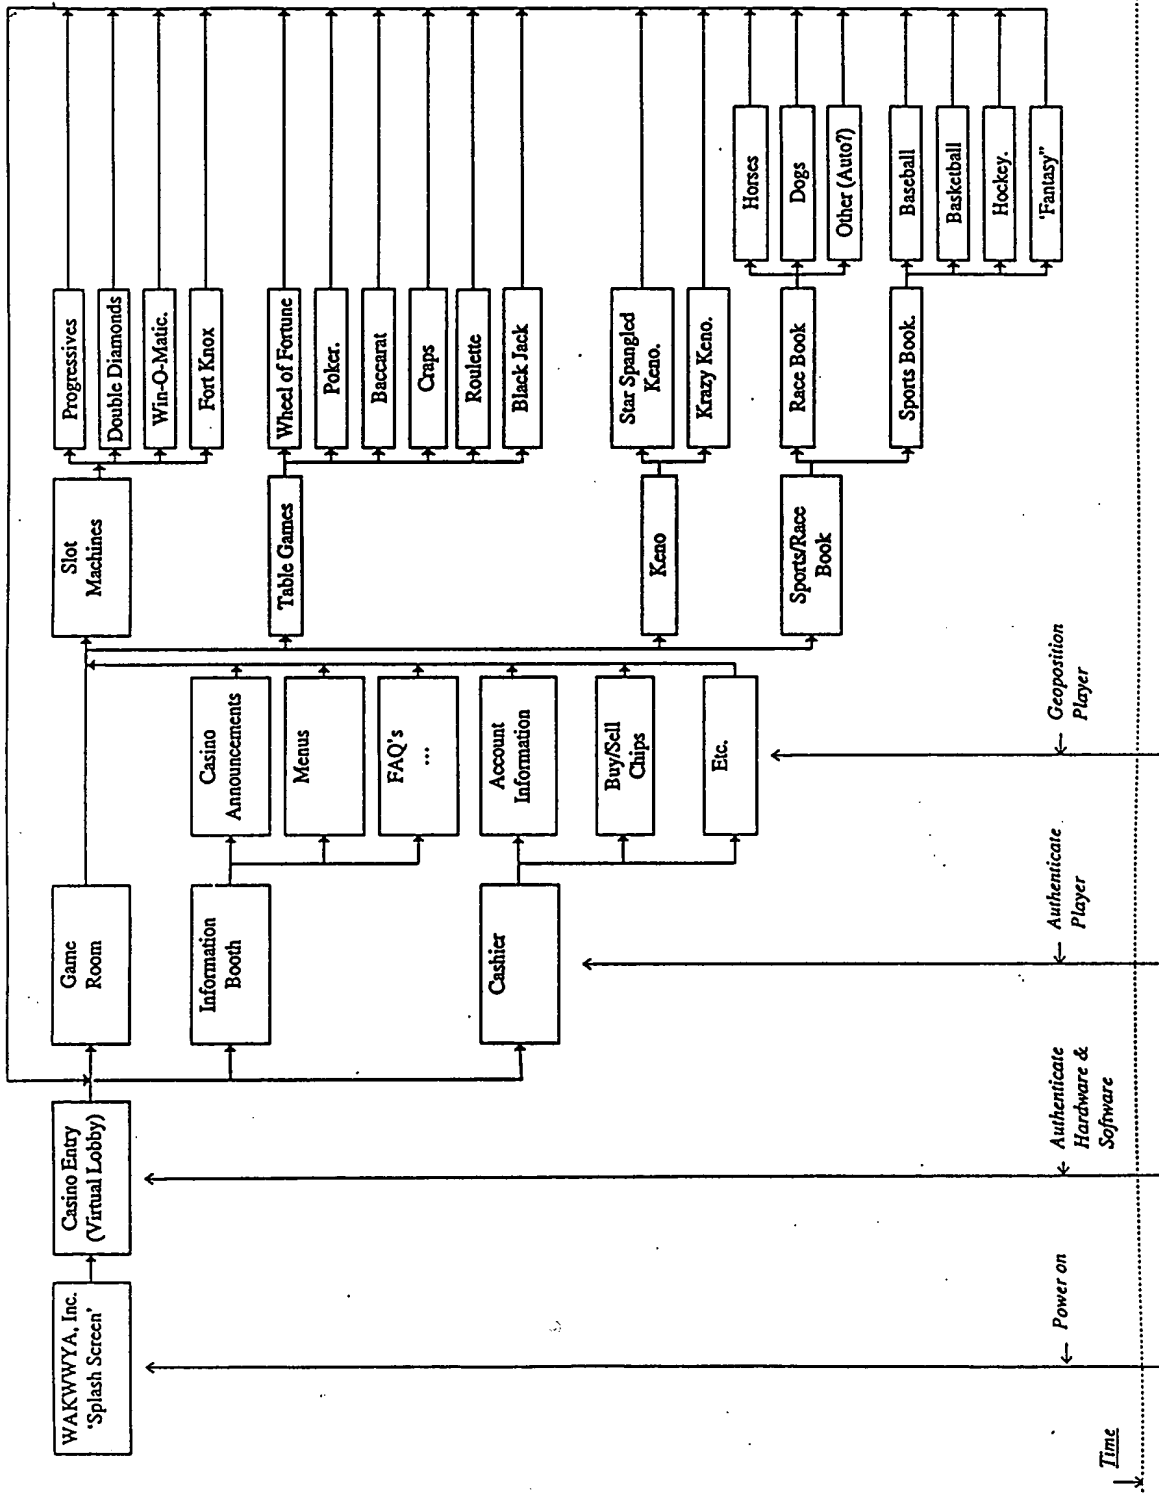 WAKWWYA, Inc.
'Splash Screen'
Casino Entry
(Virtual Lobby)
Game
Room
Information
Booth
Cashier
Casino
Announcements
Menus
FAQ's
...
Account
Information
Buy/Sell
Chips
Etc.
Slot
Machines
Table Games
Keno
Sports/Race
Book
Progressives
Double Diamonds
Win-O-Matic.
Fort Knox
Wheel of Fortune
Poker.
Baccarat
Craps
Roulette
Black Jack
Star Spangled
Keno.
Krazy Keno.
Race Book
Sports Book.
Horses
Dogs
Other (Auto?)
Baseball
Basketball
Hockey.
'Fantasy"
Time
Power on
Authenticate
Hardware &
Software
Authenticate
Player
Geoposition
Player